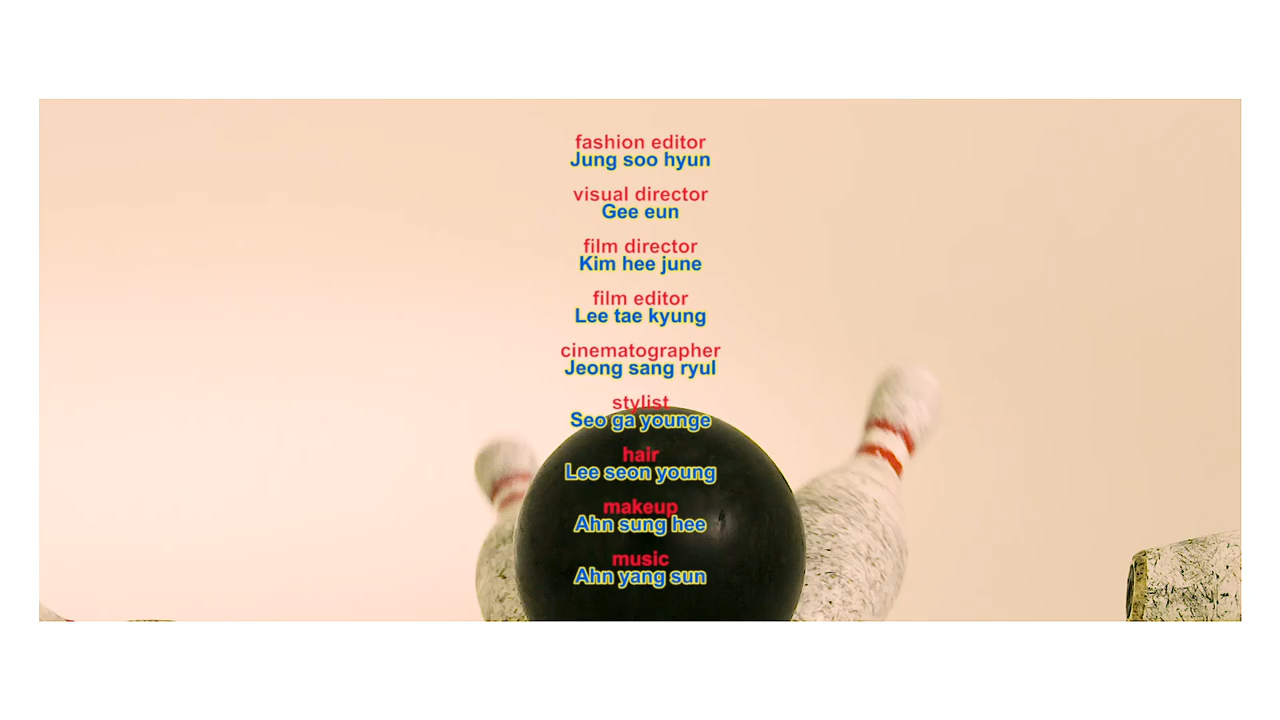 fashion editor
Jung soo hyun
visual director
Gee eun
film director
Kim hee june
film editor
Lee tae kyung
cinematographer
Jeong sang ryul
stylist
Seo ga younge
hair
Lee seon young
makeup
Ahn sung hee
music
Ahn yang sun